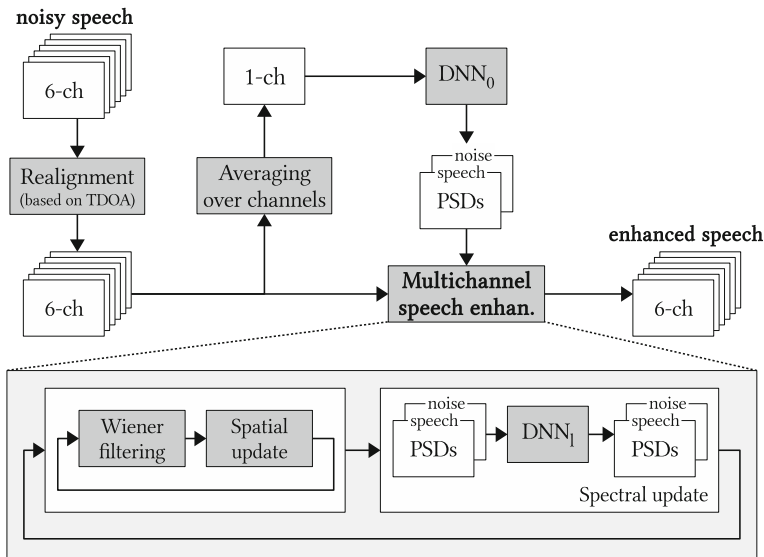 noisy speech
6-ch
1-ch
DNN0
Realignment
(based on TDOA)
Averaging
over channels
noise
speech
PSDs
enhanced speech
6-ch
Multichannel
speech enhan.
6-ch
Wiener
filtering
Spatial
update
noise
speech
PSDs
DNNl
noise
speech
PSDs
Spectral update